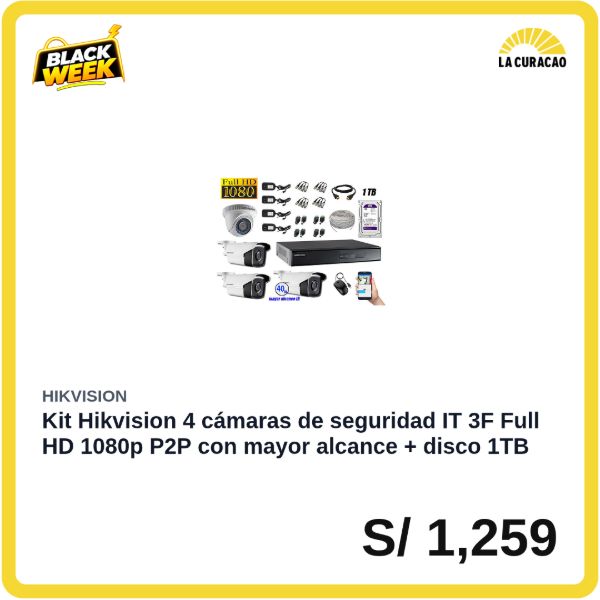 BLACK
WEEK
LA CURACAO
Full HD
1080
1 TB
40
HIKVISION
Kit Hikvision 4 cámaras de seguridad IT 3F Full
HD 1080p P2P con mayor alcance + disco 1TB
S/ 1,259